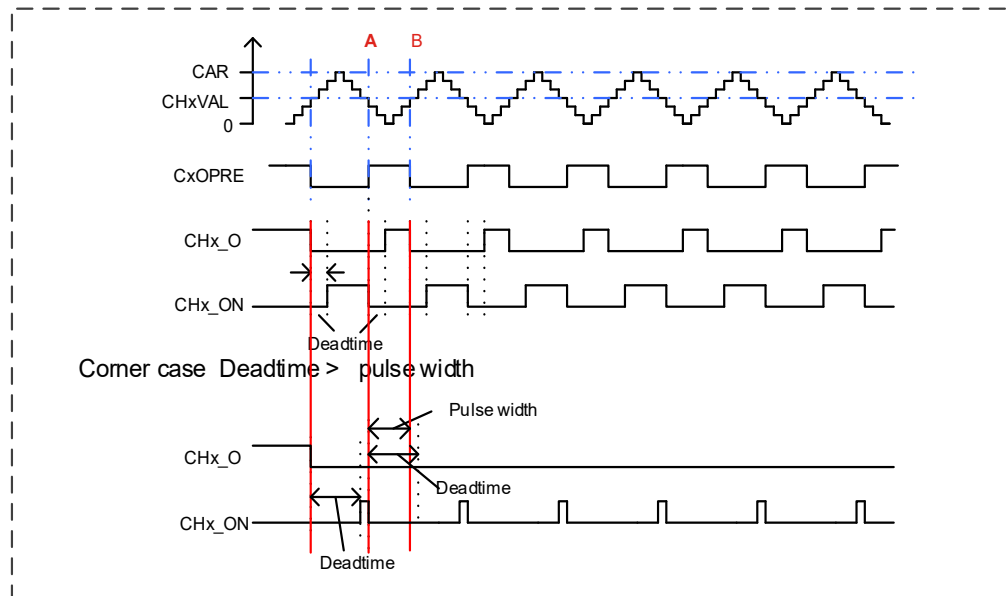 A B
CAR
CHxVAL
0
CxOPRE
CHx_O
CHx_ON
Deadtime
Corner case Deadtime > pulse width
Pulse width
CHx_O
Deadtime
CHx_ON
Deadtime